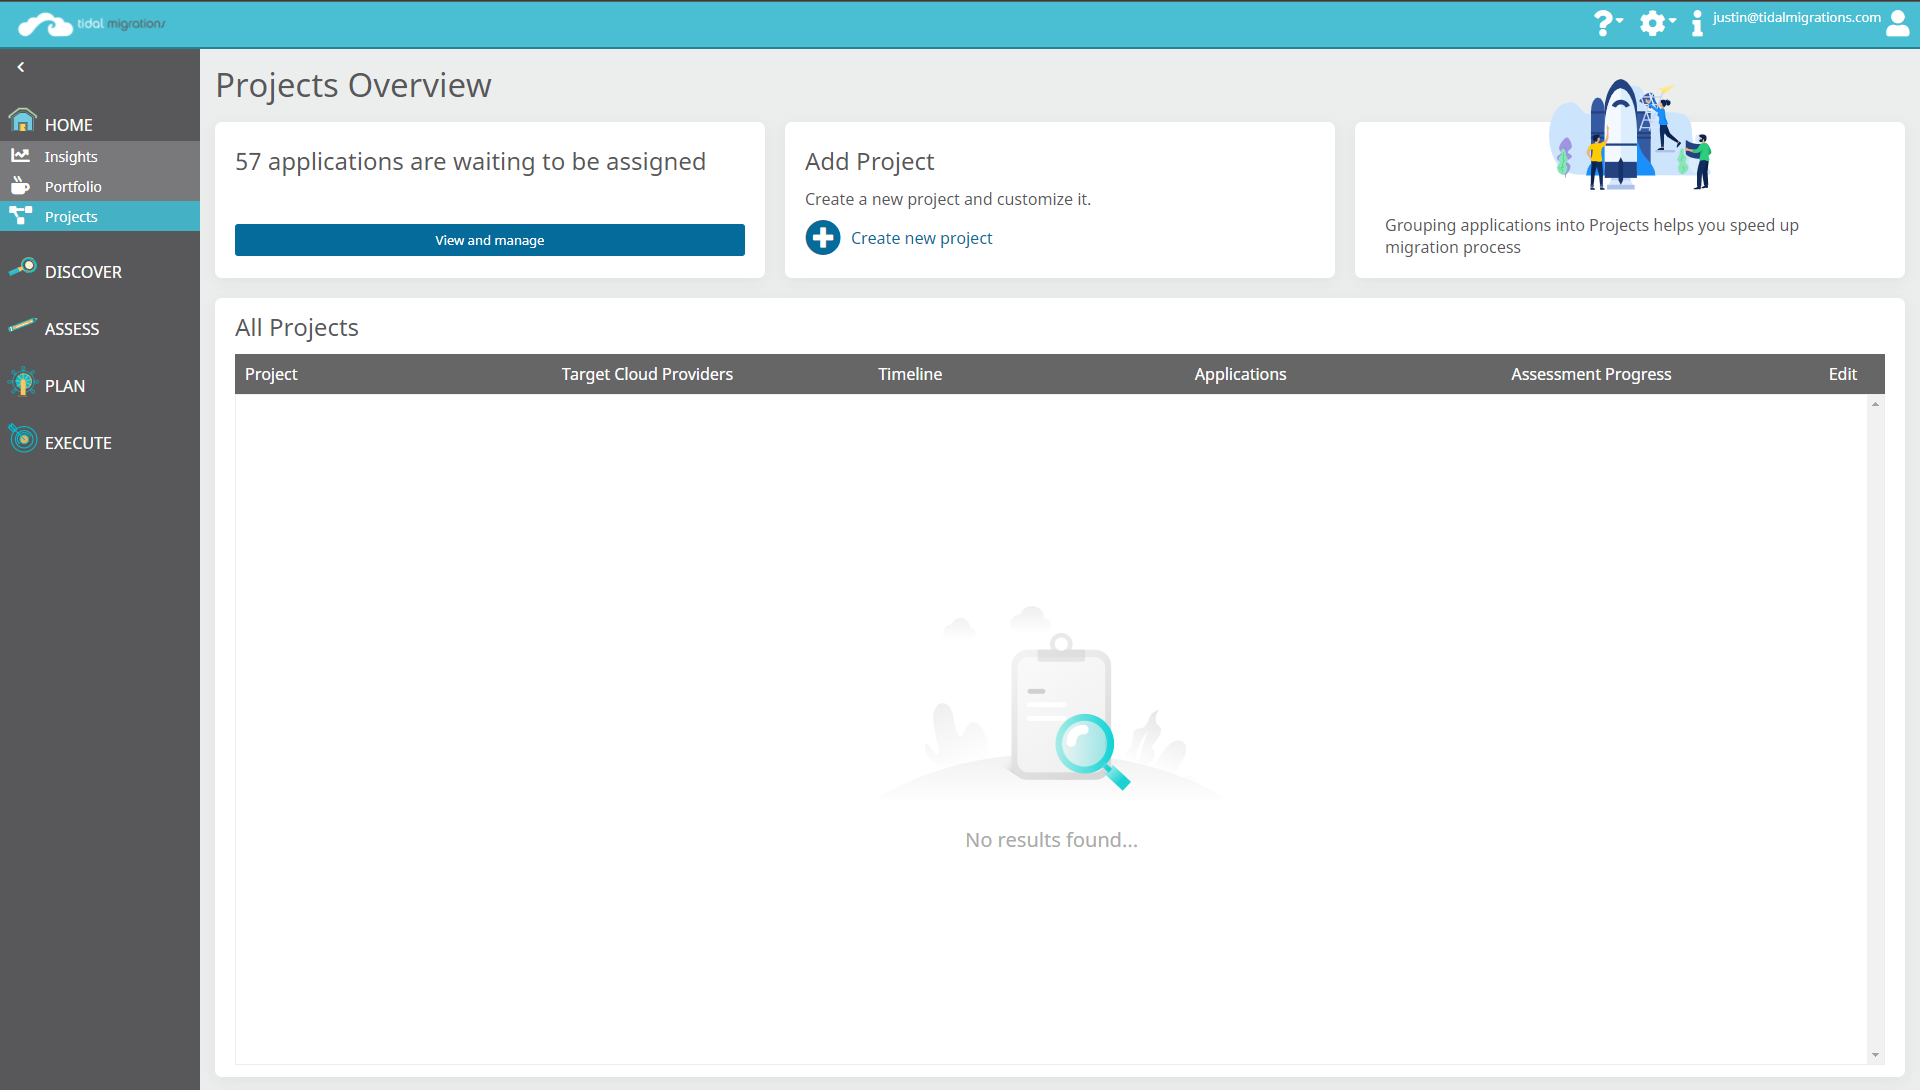 tidal migrations
justin@tidalmigrations.com
HOME
Insights
Portfolio
Projects
DISCOVER
ASSESS
PLAN
EXECUTE
Projects Overview
57 applications are waiting to be assigned
View and manage
Add Project
Create a new project and customize it.
Create new project
Grouping applications into Projects helps you speed up
migration process
All Projects
Project Target Cloud Providers Timeline Applications Assessment Progress Edit
No results found...